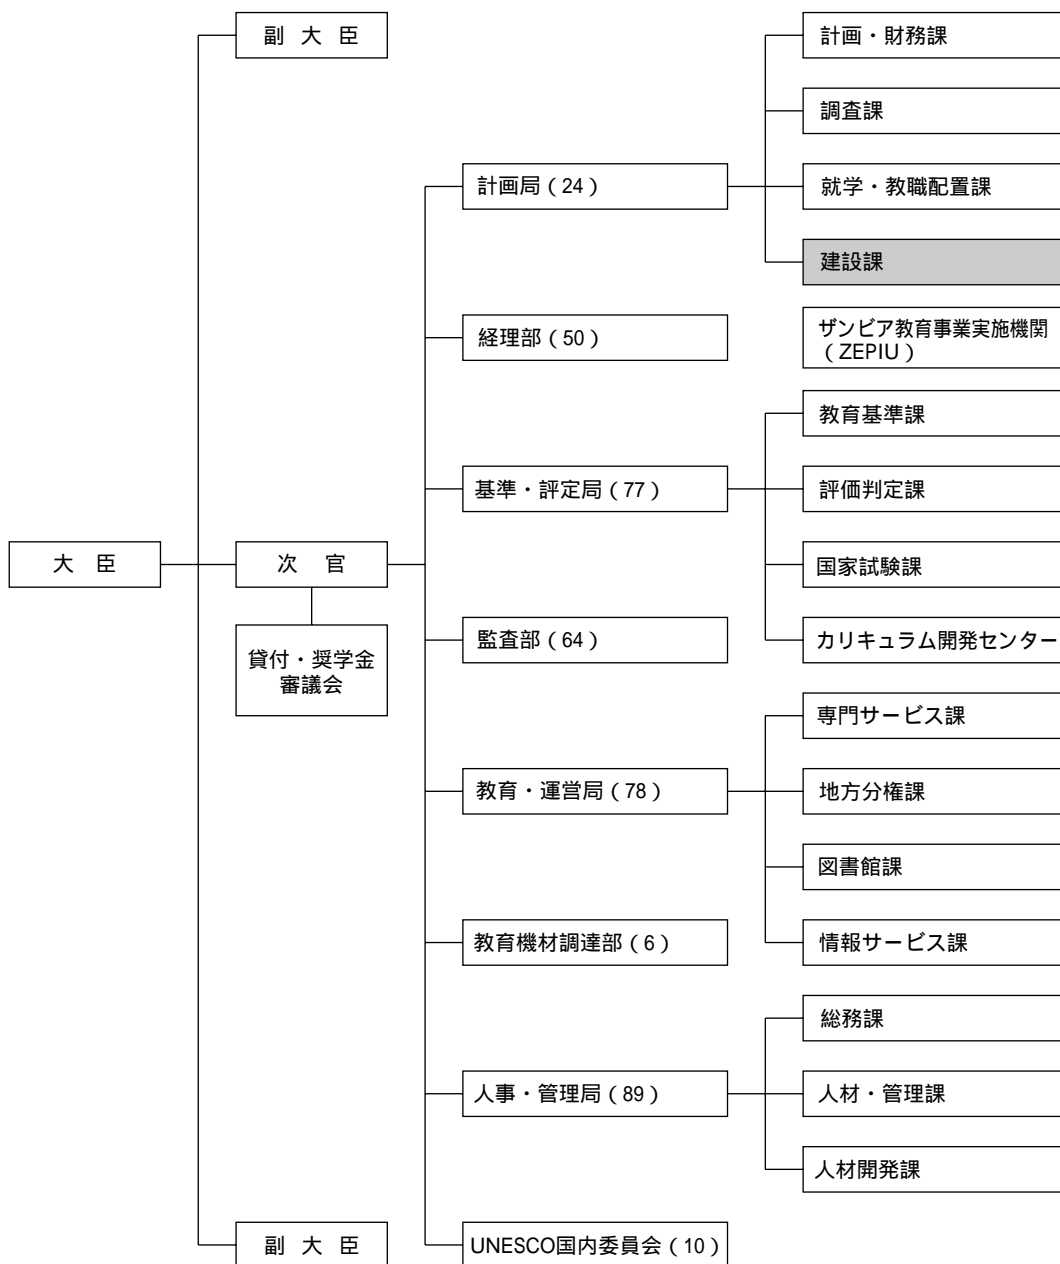 副 大 臣
計画・財務課
調査課
計画局（24）
就学・教職配置課
建設課
経理部（50）
ザンビア教育事業実施機関
（ZEPIU）
教育基準課
基準・評定局（77）
評価判定課
大 臣
次 官
国家試験課
貸付・奨学金
審議会
監査部（64）
カリキュラム開発センター
専門サービス課
教育・運営局（78）
地方分権課
図書館課
教育機材調達部（6）
情報サービス課
総務課
人事・管理局（89）
人材・管理課
人材開発課
副 大 臣
UNESCO国内委員会（10）